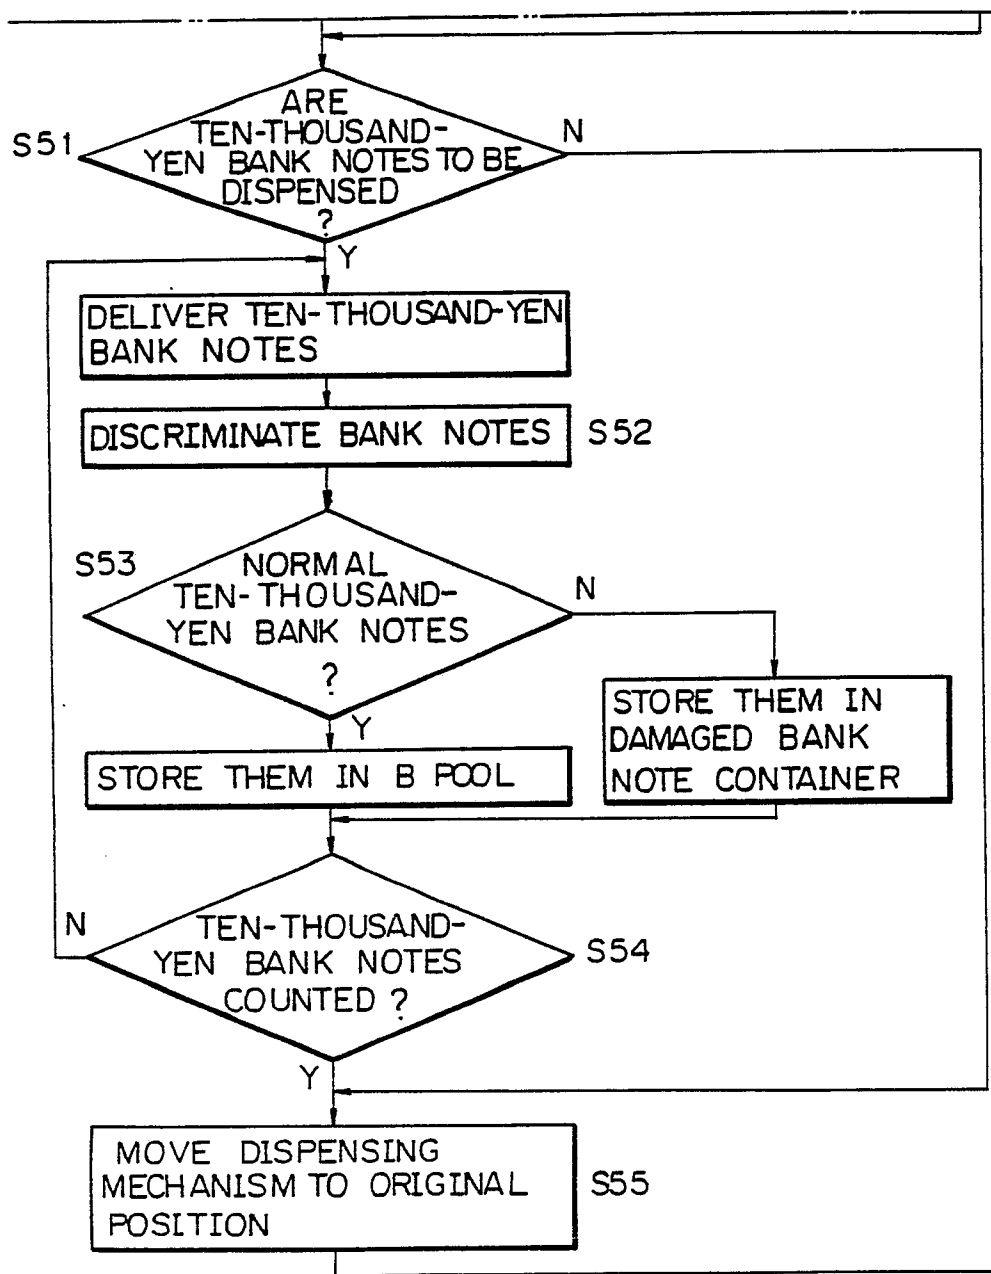 ARE
S51
TEN-THOUSAND-
N
YEN BANK NOTES TO BE
DISPENSED
?
Y
DELIVER TEN-THOUSAND-YEN
BANK NOTES
DISCRIMINATE BANK NOTES
S52
S53
NORMAL
TEN-THOUSAND-
YEN BANK NOTES
?
N
Y
STORE THEM IN
DAMAGED BANK
NOTE CONTAINER
STORE THEM IN B POOL
N
TEN-THOUSAND-
YEN BANK NOTES
COUNTED ?
S54
Y
MOVE DISPENSING
MECHANISM TO ORIGINAL
POSITION
S55